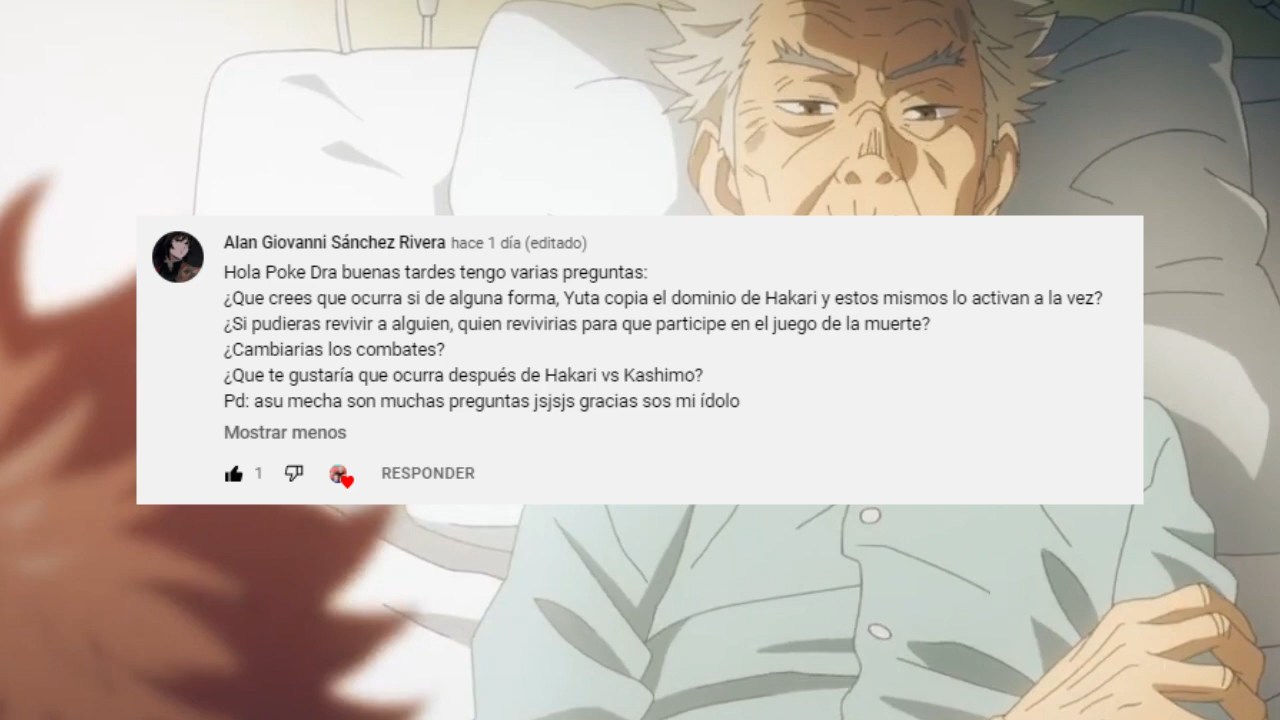 Alan Giovanni Sánchez Rivera hace 1 día (editado)
Hola Poke Dra buenas tardes tengo varias preguntas:
¿Que crees que ocurra si de alguna forma, Yuta copia el dominio de Hakari y estos mismos lo activan a la vez?
¿Si pudieras revivir a alguien, quien revivirias para que participe en el juego de la muerte?
¿Cambiarias los combates?
¿Que te gustaría que ocurra después de Hakari vs Kashimo?
Pd: asu mecha son muchas preguntas jsjsjs gracias sos mi ídolo
Mostrar menos
1 RESPONDER